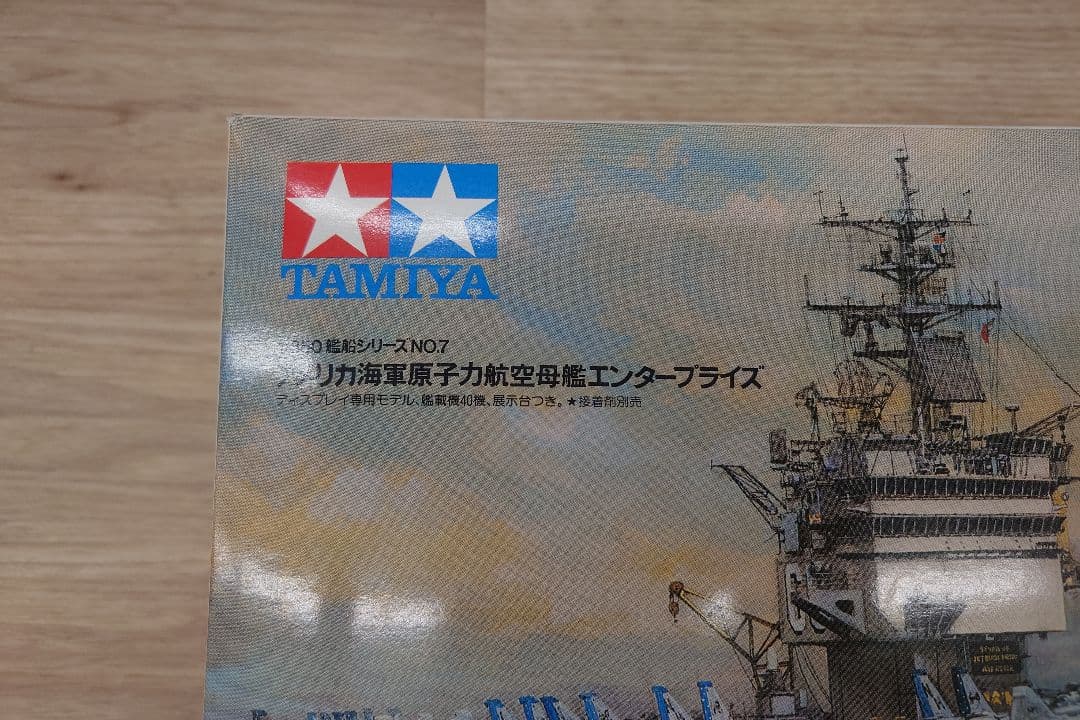 TAMIYA
艦船シリーズNO.7
リカ海軍原子力航空母艦エンタープライズ
ディスプレイ専用モデル、艦載機40機、展示台つき。★接着剤別売